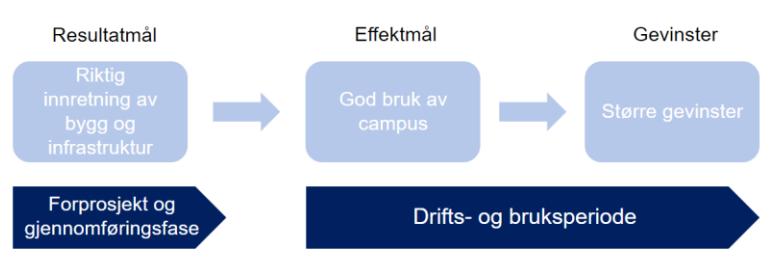 Resultatmål
Effektmål
Gevinster
Riktig
innretning av
bygg og
infrastruktur
God bruk av
campus
Større gevinster
Forprosjekt og
gjennomføringsfase
Drifts- og bruksperiode